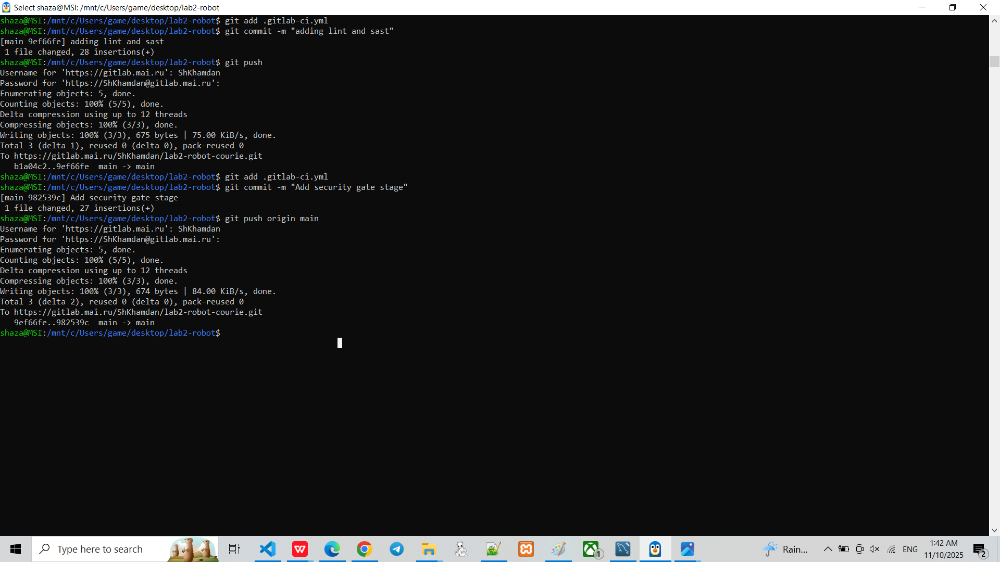 Select shaza@MSI: /mnt/c/Users/game/desktop/lab2-robot
shaza@MSI:/mnt/c/Users/game/desktop/lab2-robot$ git add .gitlab-ci.yml
shaza@MSI:/mnt/c/Users/game/desktop/lab2-robot$ git commit -m "adding lint and sast"
[main 9ef66fe] adding lint and sast
 1 file changed, 28 insertions(+)
shaza@MSI:/mnt/c/Users/game/desktop/lab2-robot$ git push
Username for 'https://gitlab.mai.ru': ShKhamdan
Password for 'https://ShKhamdan@gitlab.mai.ru':
Enumerating objects: 5, done.
Counting objects: 100% (5/5), done.
Delta compression using up to 12 threads
Compressing objects: 100% (3/3), done.
Writing objects: 100% (3/3), 675 bytes | 75.00 KiB/s, done.
Total 3 (delta 1), reused 0 (delta 0), pack-reused 0
To https://gitlab.mai.ru/ShKhamdan/lab2-robot-courie.git
   b1a04c2..9ef66fe  main -> main
shaza@MSI:/mnt/c/Users/game/desktop/lab2-robot$ git add .gitlab-ci.yml
shaza@MSI:/mnt/c/Users/game/desktop/lab2-robot$ git commit -m "Add security gate stage"
[main 982539c] Add security gate stage
 1 file changed, 27 insertions(+)
shaza@MSI:/mnt/c/Users/game/desktop/lab2-robot$ git push origin main
Username for 'https://gitlab.mai.ru': ShKhamdan
Password for 'https://ShKhamdan@gitlab.mai.ru':
Enumerating objects: 5, done.
Counting objects: 100% (5/5), done.
Delta compression using up to 12 threads
Compressing objects: 100% (3/3), done.
Writing objects: 100% (3/3), 674 bytes | 84.00 KiB/s, done.
Total 3 (delta 2), reused 0 (delta 0), pack-reused 0
To https://gitlab.mai.ru/ShKhamdan/lab2-robot-courie.git
   9ef66fe..982539c  main -> main
shaza@MSI:/mnt/c/Users/game/desktop/lab2-robot$
Type here to search
W
1
Rain...
ENG
1:42 AM
11/10/2025
2